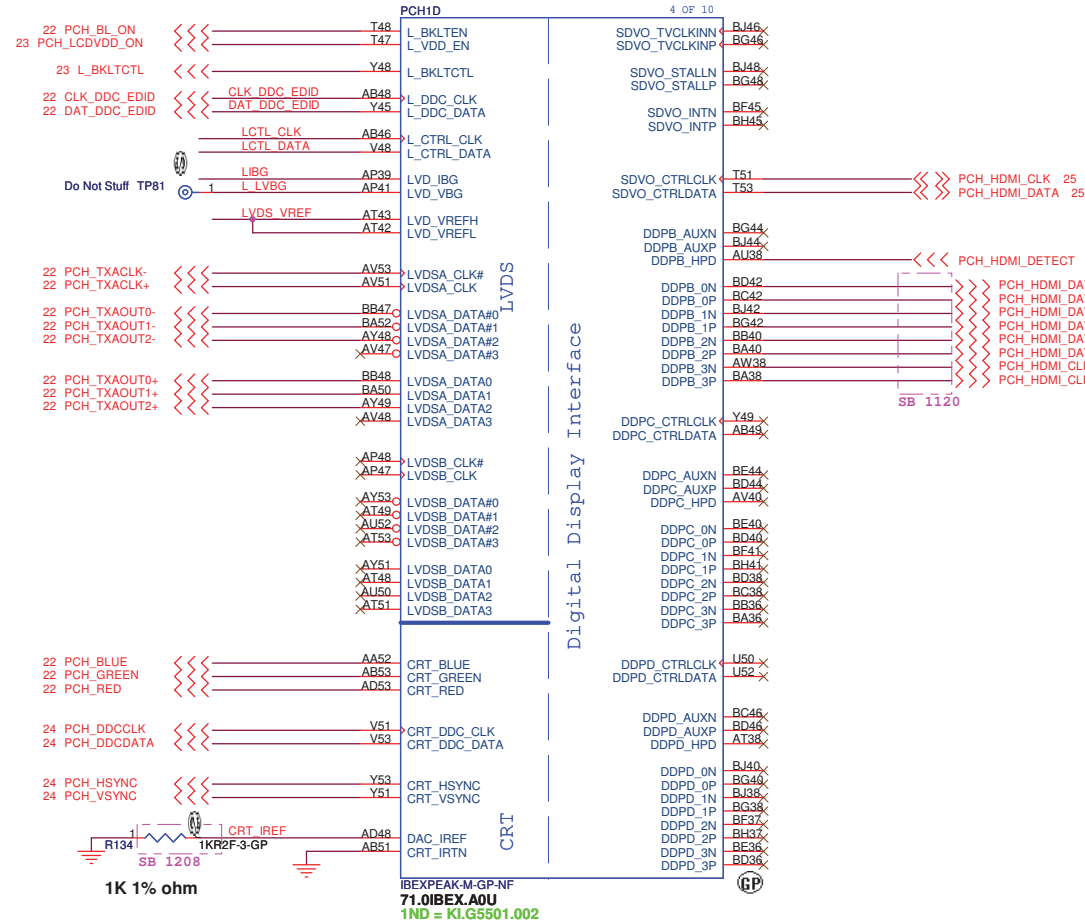 PCH1D
4 OF 10
22 PCH_BL_ON T48 L_BKLTEN
23 PCH_LCDVDD_ON T47 L_VDD_EN
23 L_BKLTCTL Y48 L_BKLTCTL
22 CLK_DDC_EDID CLK_DDC_EDID AB48 L_DDC_CLK
22 DAT_DDC_EDID DAT_DDC_EDID Y45 L_DDC_DATA
LCTL_CLK AB46 L_CTRL_CLK
LCTL_DATA V48 L_CTRL_DATA
LIBG AP39 LVD_IBG
Do Not Stuff TP81 1 L_LVBG AP41 LVD_VBG
LVDS_VREF AT43 LVD_VREFH
AT42 LVD_VREFL
22 PCH_TXACLK- AV53 LVDSA_CLK#
22 PCH_TXACLK+ AV51 LVDSA_CLK
22 PCH_TXAOUT0- BB47 LVDSA_DATA#0
22 PCH_TXAOUT1- BA52 LVDSA_DATA#1
22 PCH_TXAOUT2- AY48 LVDSA_DATA#2
AV47 LVDSA_DATA#3
22 PCH_TXAOUT0+ BB48 LVDSA_DATA0
22 PCH_TXAOUT1+ BA50 LVDSA_DATA1
22 PCH_TXAOUT2+ AY49 LVDSA_DATA2
AV48 LVDSA_DATA3
AP48 LVDSB_CLK#
AP47 LVDSB_CLK
AY53 LVDSB_DATA#0
AT49 LVDSB_DATA#1
AU52 LVDSB_DATA#2
AT53 LVDSB_DATA#3
AY51 LVDSB_DATA0
AT48 LVDSB_DATA1
AU50 LVDSB_DATA2
AT51 LVDSB_DATA3
22 PCH_BLUE AA52 CRT_BLUE
22 PCH_GREEN AB53 CRT_GREEN
22 PCH_RED AD53 CRT_RED
24 PCH_DDCCLK V51 CRT_DDC_CLK
24 PCH_DDCDATA V53 CRT_DDC_DATA
24 PCH_HSYNC Y53 CRT_HSYNC
24 PCH_VSYNC Y51 CRT_VSYNC
1 CRT_IREF AD48 DAC_IREF
R134 1KR2F-3-GP AB51 CRT_IRTN
SB 1208
1K 1% ohm
LVDS
CRT
Digital Display Interface
SDVO_TVCLKINN BJ46
SDVO_TVCLKINP BG46
SDVO_STALLN BJ48
SDVO_STALLP BG48
SDVO_INTN BF45
SDVO_INTP BH45
SDVO_CTRLCLK T51 PCH_HDMI_CLK 25
SDVO_CTRLDATA T53 PCH_HDMI_DATA 25
DDPB_AUXN BG44
DDPB_AUXP BJ44
DDPB_HPD AU38 PCH_HDMI_DETECT
DDPB_0N BD42 PCH_HDMI_DA
DDPB_0P BC42 PCH_HDMI_DA
DDPB_1N BJ42 PCH_HDMI_DA
DDPB_1P BG42 PCH_HDMI_DA
DDPB_2N BB40 PCH_HDMI_DA
DDPB_2P BA40 PCH_HDMI_DA
DDPB_3N AW38 PCH_HDMI_CL
DDPB_3P BA38 PCH_HDMI_CL
SB 1120
DDPC_CTRLCLK Y49
DDPC_CTRLDATA AB49
DDPC_AUXN BE44
DDPC_AUXP BD44
DDPC_HPD AV40
DDPC_0N BE40
DDPC_0P BD40
DDPC_1N BF41
DDPC_1P BH41
DDPC_2N BD38
DDPC_2P BC38
DDPC_3N BB36
DDPC_3P BA36
DDPD_CTRLCLK U50
DDPD_CTRLDATA U52
DDPD_AUXN BC46
DDPD_AUXP BD46
DDPD_HPD AT38
DDPD_0N BJ40
DDPD_0P BG40
DDPD_1N BJ38
DDPD_1P BG38
DDPD_2N BF37
DDPD_2P BH37
DDPD_3N BE36
DDPD_3P BD36
IBEXPEAK-M-GP-NF
GP
71.0IBEX.A0U
1ND = KI.G5501.002